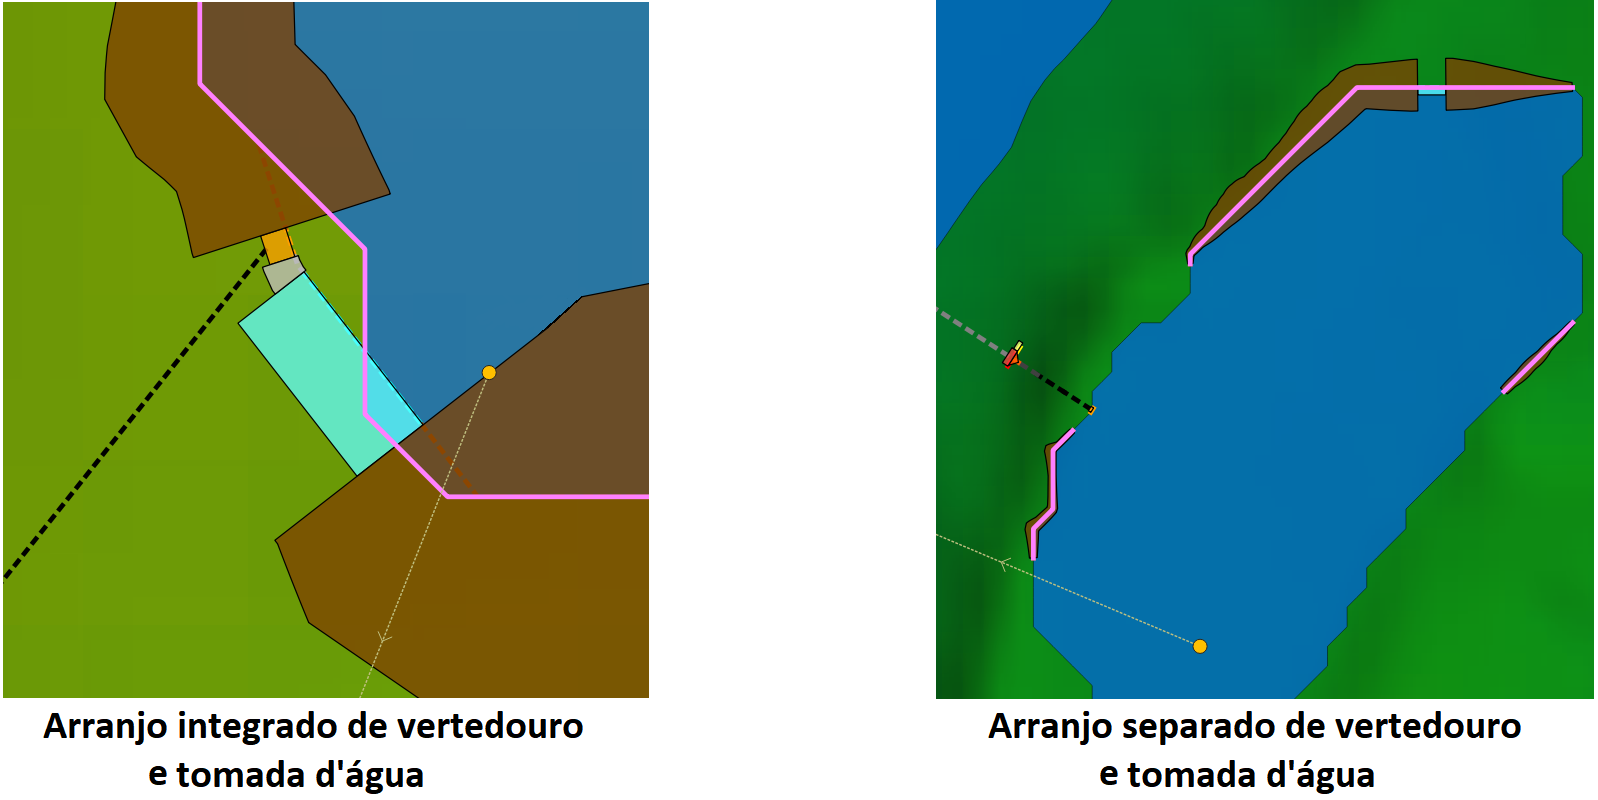 Arranjo integrado de vertedouro
e tomada d'água
Arranjo separado de vertedouro
e tomada d'água